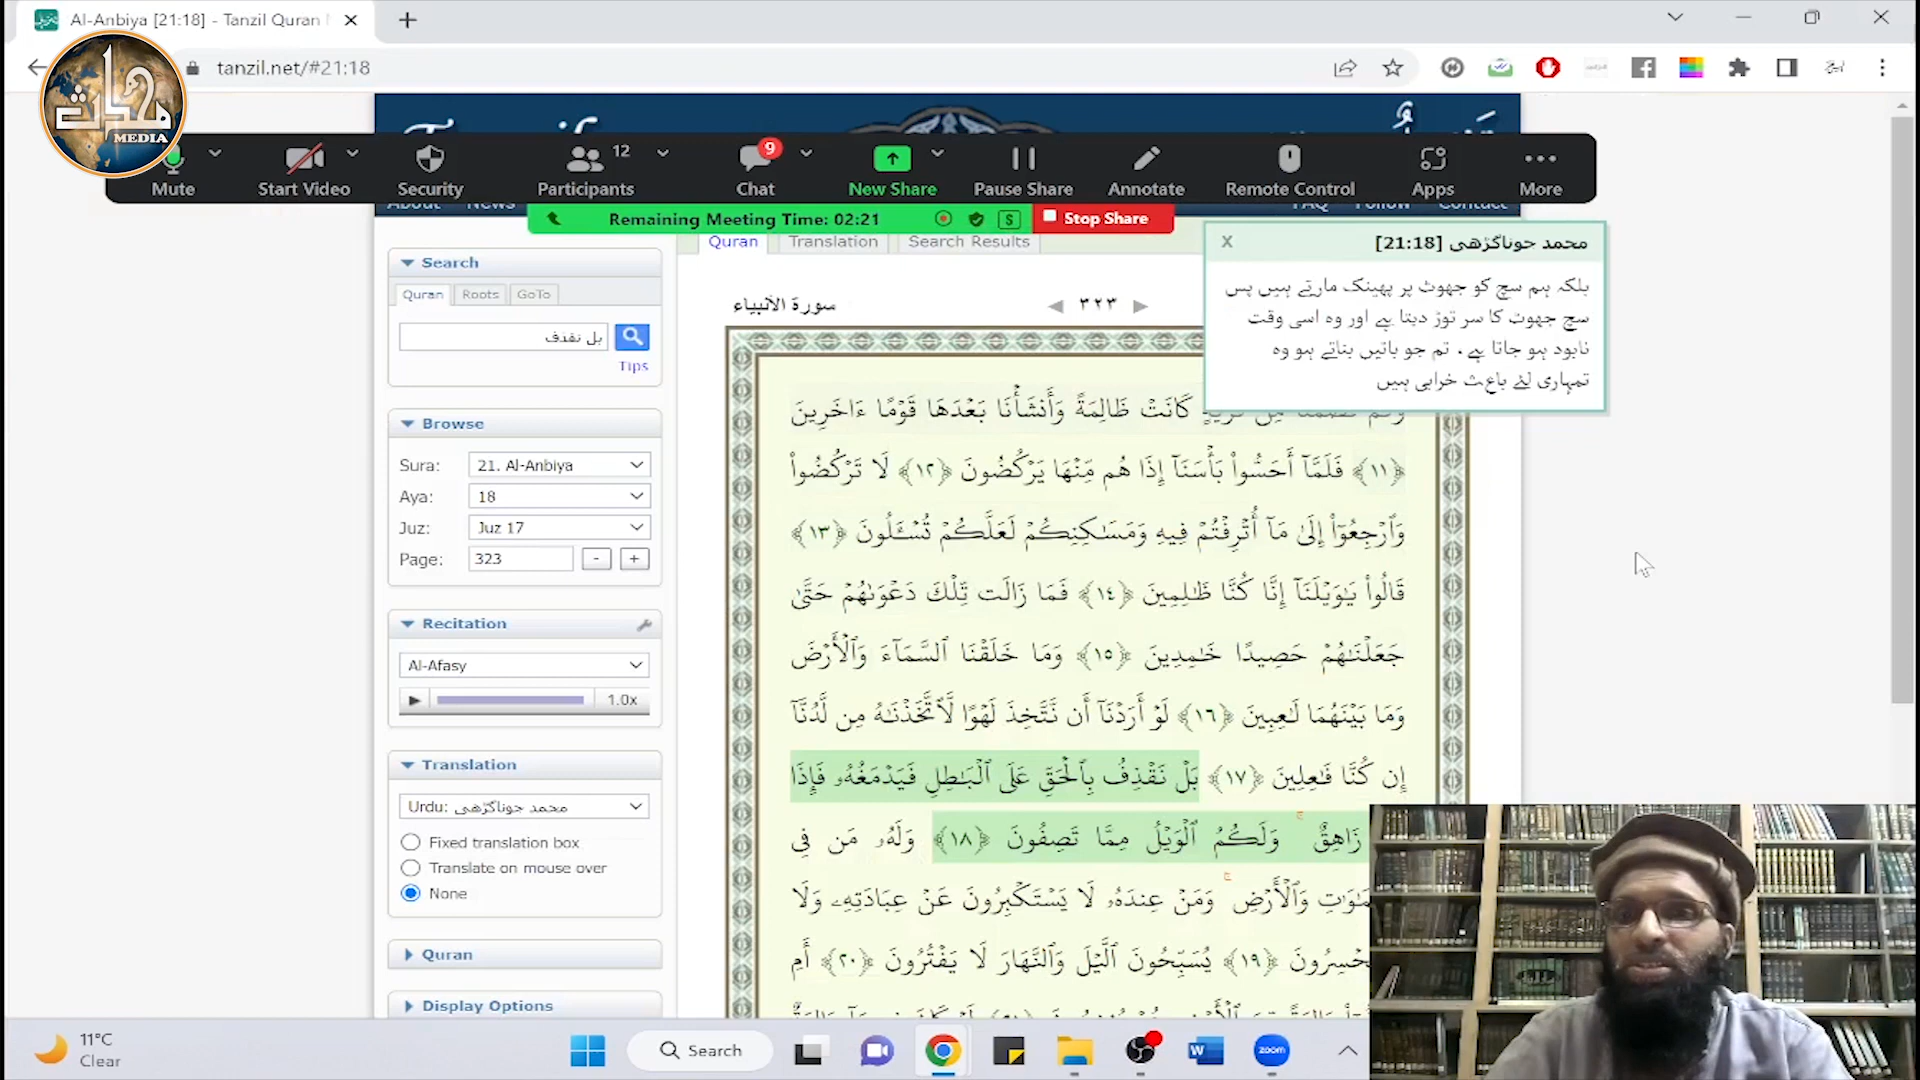 Al-Anbiya [21:18] - Tanzil Quran
tanzil.net/#21:18
MEDIA
Mute
Start Video
Security
Participants
12
Chat
9
New Share
Pause Share
Annotate
Remote Control
Apps
More
Remaining Meeting Time: 02:21
Stop Share
About
News
FAQ
Follow
Contact
Quran
Translation
Search Results
محمد جوناگڑھی [21:18]
X
بلکہ ہم سچ کو جھوٹ پر پھینک مارتے ہیں پس
سچ جھوٹ کا سر توڑ دیتا ہے اور وہ اسی وقت
نابود ہو جاتا ہے۔ تم جو باتیں بناتے ہو وہ
تمہاری لئے باعﺚ خرابی ہیں
Search
Quran
Roots
GoTo
بل نقذف
Tips
Browse
Sura:
21. Al-Anbiya
Aya:
18
Juz:
Juz 17
Page:
323
-
+
Recitation
Al-Afasy
1.0x
Translation
Urdu: محمد جوناگڑھی
Fixed translation box
Translate on mouse over
None
Quran
Display Options
سورة الأنبياء
٣٢٣
كَانَتْ ظَالِمَةً وَأَنشَأْنَا بَعْدَهَا قَوْمًا ءَاخَرِينَ
﴿١١﴾ فَلَمَّآ أَحَسُّوا۟ بَأْسَنَآ إِذَا هُم مِّنْهَا يَرْكُضُونَ ﴿١٢﴾ لَا تَرْكُضُوا۟
وَٱرْجِعُوٓا۟ إِلَىٰ مَآ أُتْرِفْتُمْ فِيهِ وَمَسَـٰكِنِكُمْ لَعَلَّكُمْ تُسْـَٔلُونَ ﴿١٣﴾
قَالُوا۟ يَـٰوَيْلَنَآ إِنَّا كُنَّا ظَـٰلِمِينَ ﴿١٤﴾ فَمَا زَالَت تِّلْكَ دَعْوَىٰهُمْ حَتَّىٰ
جَعَلْنَـٰهُمْ حَصِيدًا خَـٰمِدِينَ ﴿١٥﴾ وَمَا خَلَقْنَا ٱلسَّمَآءَ وَٱلْأَرْضَ
وَمَا بَيْنَهُمَا لَـٰعِبِينَ ﴿١٦﴾ لَوْ أَرَدْنَآ أَن نَّتَّخِذَ لَهْوًا لَّٱتَّخَذْنَـٰهُ مِن لَّدُنَّآ
إِن كُنَّا فَـٰعِلِينَ ﴿١٧﴾ بَلْ نَقْذِفُ بِٱلْحَقِّ عَلَى ٱلْبَـٰطِلِ فَيَدْمَغُهُۥ فَإِذَا
زَاهِقٌ ۚ وَلَكُمُ ٱلْوَيْلُ مِمَّا تَصِفُونَ ﴿١٨﴾ وَلَهُۥ مَن فِى
وَٱلْأَرْضِ ۚ وَمَنْ عِندَهُۥ لَا يَسْتَكْبِرُونَ عَنْ عِبَادَتِهِۦ وَلَا
﴿١٩﴾ يُسَبِّحُونَ ٱلَّيْلَ وَٱلنَّهَارَ لَا يَفْتُرُونَ ﴿٢٠﴾ أَمِ
11°C
Clear
Search
zoom